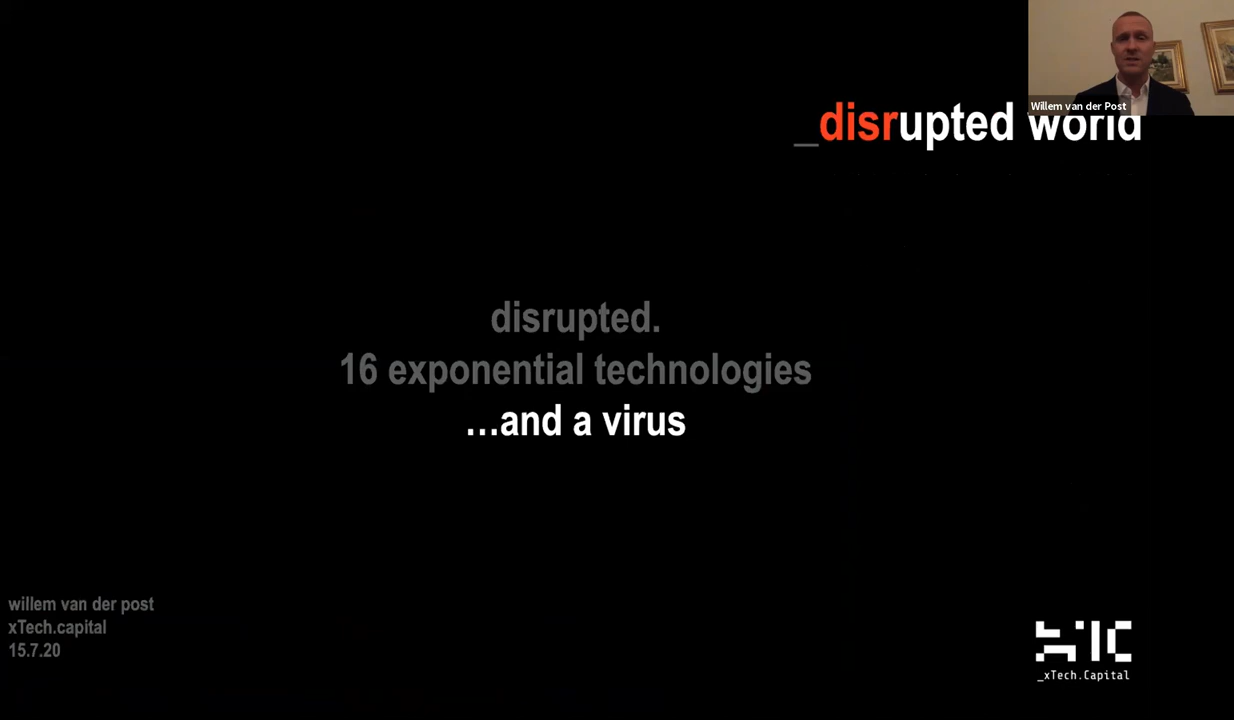 Willem van der Post
_disrupted world
disrupted.
16 exponential technologies
...and a virus
willem van der post
xTech.capital
15.7.20
_xTech.Capital